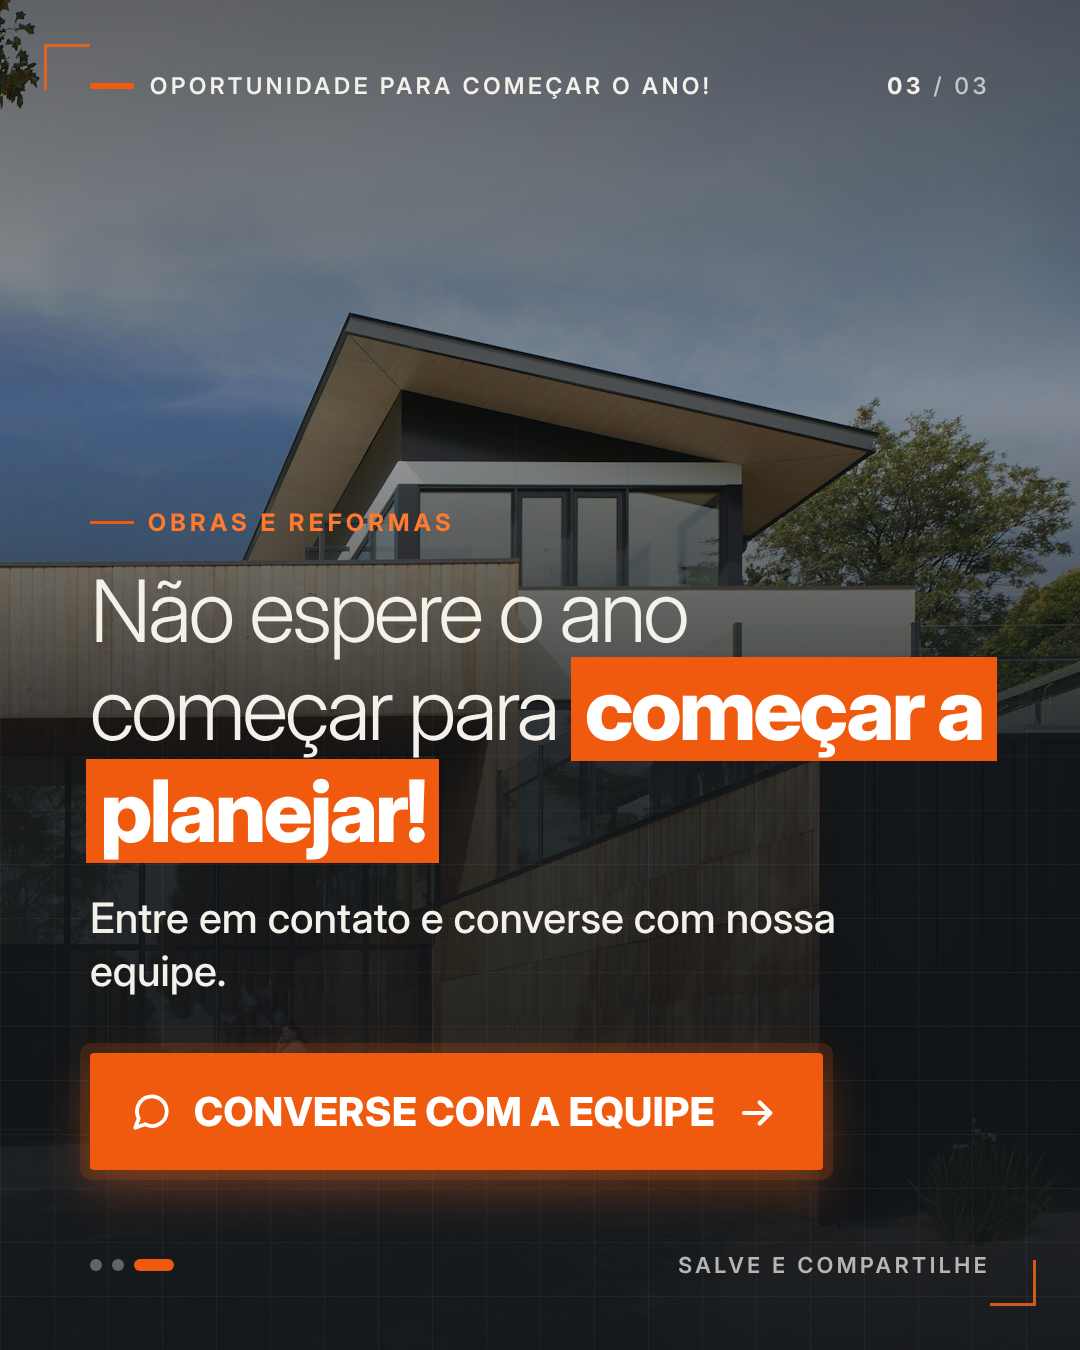 OPORTUNIDADE PARA COMEÇAR O ANO!
03 / 03
OBRAS E REFORMAS
Não espere o ano
começar para começar a
planejar!
Entre em contato e converse com nossa
equipe.
CONVERSE COM A EQUIPE →
SALVE E COMPARTILHE